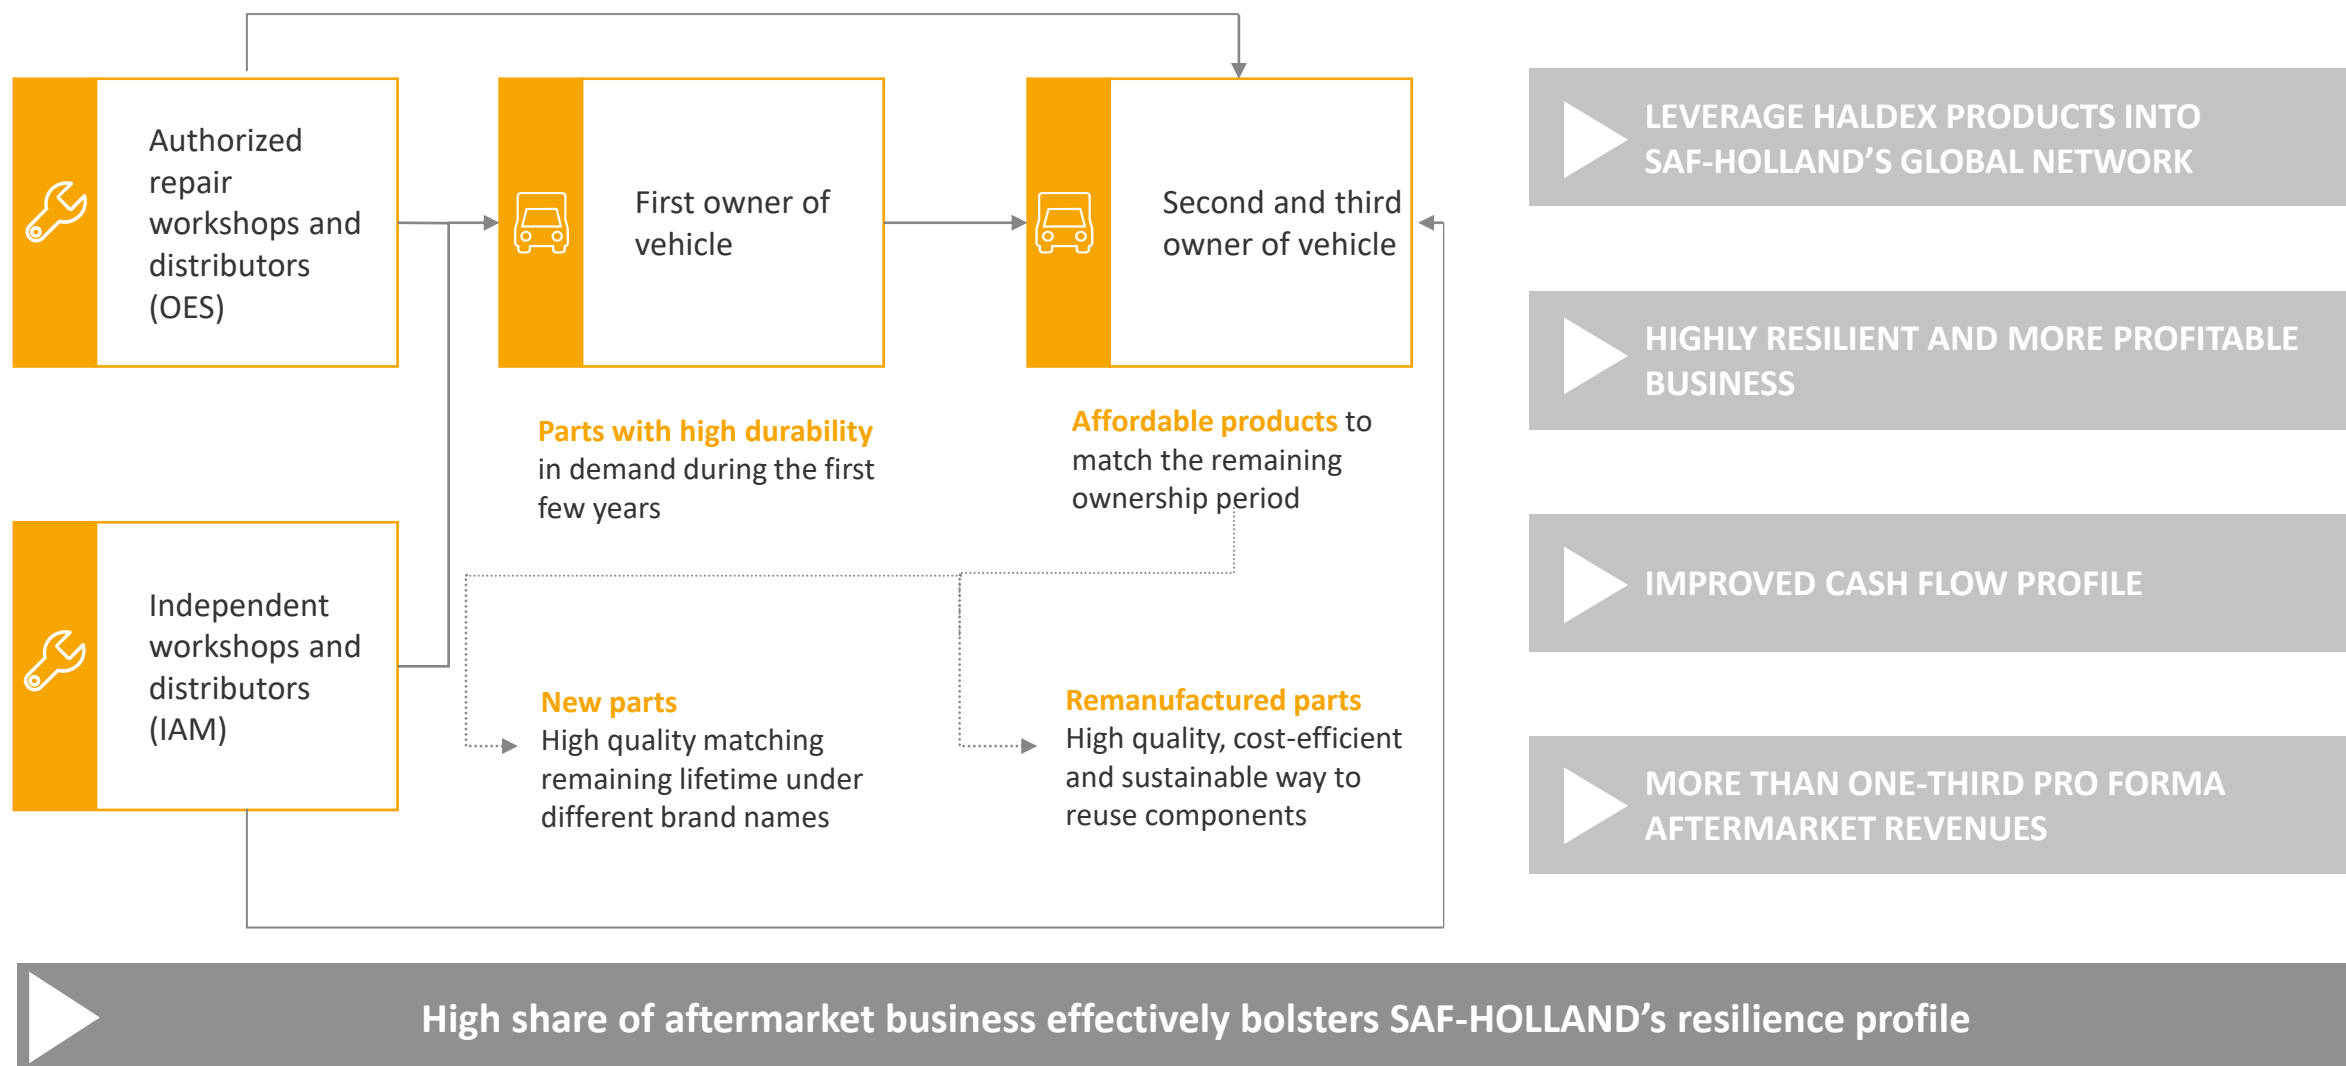 Authorized
repair
workshops and
distributors
(OES)
First owner of
vehicle
Second and third
owner of vehicle
Parts with high durability
in demand during the first
few years
Affordable products to
match the remaining
ownership period
Independent
workshops and
distributors
(IAM)
New parts
High quality matching
remaining lifetime under
different brand names
Remanufactured parts
High quality, cost-efficient
and sustainable way to
reuse components
LEVERAGE HALDEX PRODUCTS INTO
SAF-HOLLAND’S GLOBAL NETWORK
HIGHLY RESILIENT AND MORE PROFITABLE
BUSINESS
IMPROVED CASH FLOW PROFILE
MORE THAN ONE-THIRD PRO FORMA
AFTERMARKET REVENUES
High share of aftermarket business effectively bolsters SAF-HOLLAND’s resilience profile